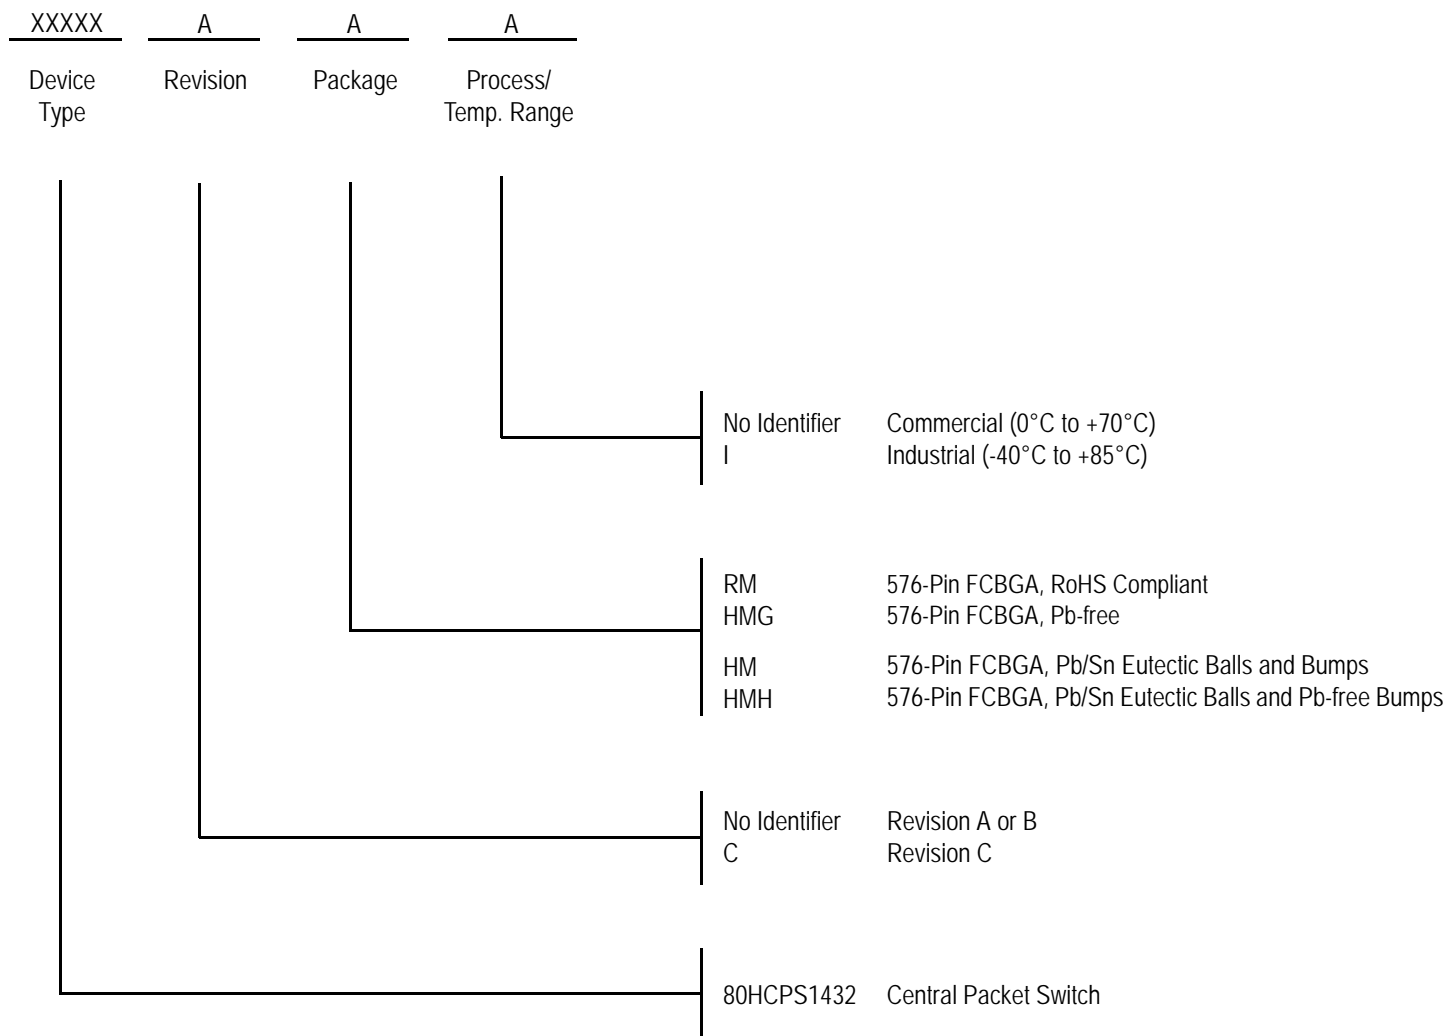 XXXXX A A A
Device Type
Revision
Package
Process/
Temp. Range
No Identifier Commercial (0°C to +70°C)
I Industrial (-40°C to +85°C)
RM 576-Pin FCBGA, RoHS Compliant
HMG 576-Pin FCBGA, Pb-free
HM 576-Pin FCBGA, Pb/Sn Eutectic Balls and Bumps
HMH 576-Pin FCBGA, Pb/Sn Eutectic Balls and Pb-free Bumps
No Identifier Revision A or B
C Revision C
80HCPS1432 Central Packet Switch